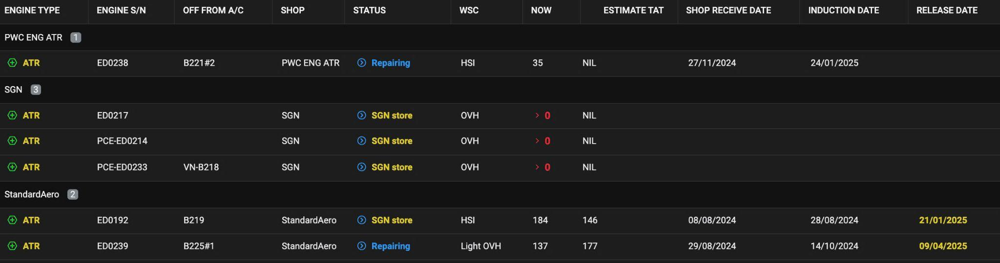 ENGINE TYPE ENGINE S/N OFF FROM A/C SHOP STATUS WSC NOW ESTIMATE TAT SHOP RECEIVE DATE INDUCTION DATE RELEASE DATE
PWC ENG ATR 1
ATR ED0238 B221#2 PWC ENG ATR Repairing HSI 35 NIL 27/11/2024 24/01/2025
SGN 3
ATR ED0217 SGN SGN store OVH > 0 NIL
ATR PCE-ED0214 SGN SGN store OVH > 0 NIL
ATR PCE-ED0233 VN-B218 SGN SGN store OVH > 0 NIL
StandardAero 2
ATR ED0192 B219 StandardAero SGN store HSI 184 146 08/08/2024 28/08/2024 21/01/2025
ATR ED0239 B225#1 StandardAero Repairing Light OVH 137 177 29/08/2024 14/10/2024 09/04/2025